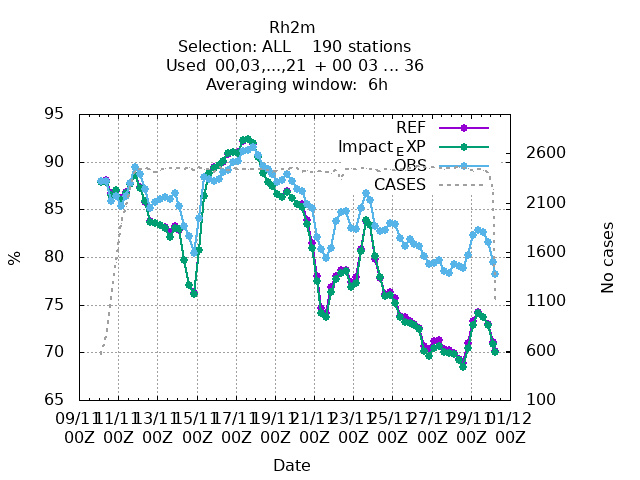 Rh2m
Selection: ALL    190 stations
Used  00,03,...,21  + 00 03 ... 36
Averaging window:  6h
95
90
85
80
75
70
65
%
REF
Impact_EXP
OBS
CASES
2600
2100
1600
1100
600
100
No cases
09/11 11/11 13/11 15/11 17/11 19/11 21/11 23/11 25/11 27/11 29/11 01/12
00Z 00Z 00Z 00Z 00Z 00Z 00Z 00Z 00Z 00Z 00Z 00Z
Date